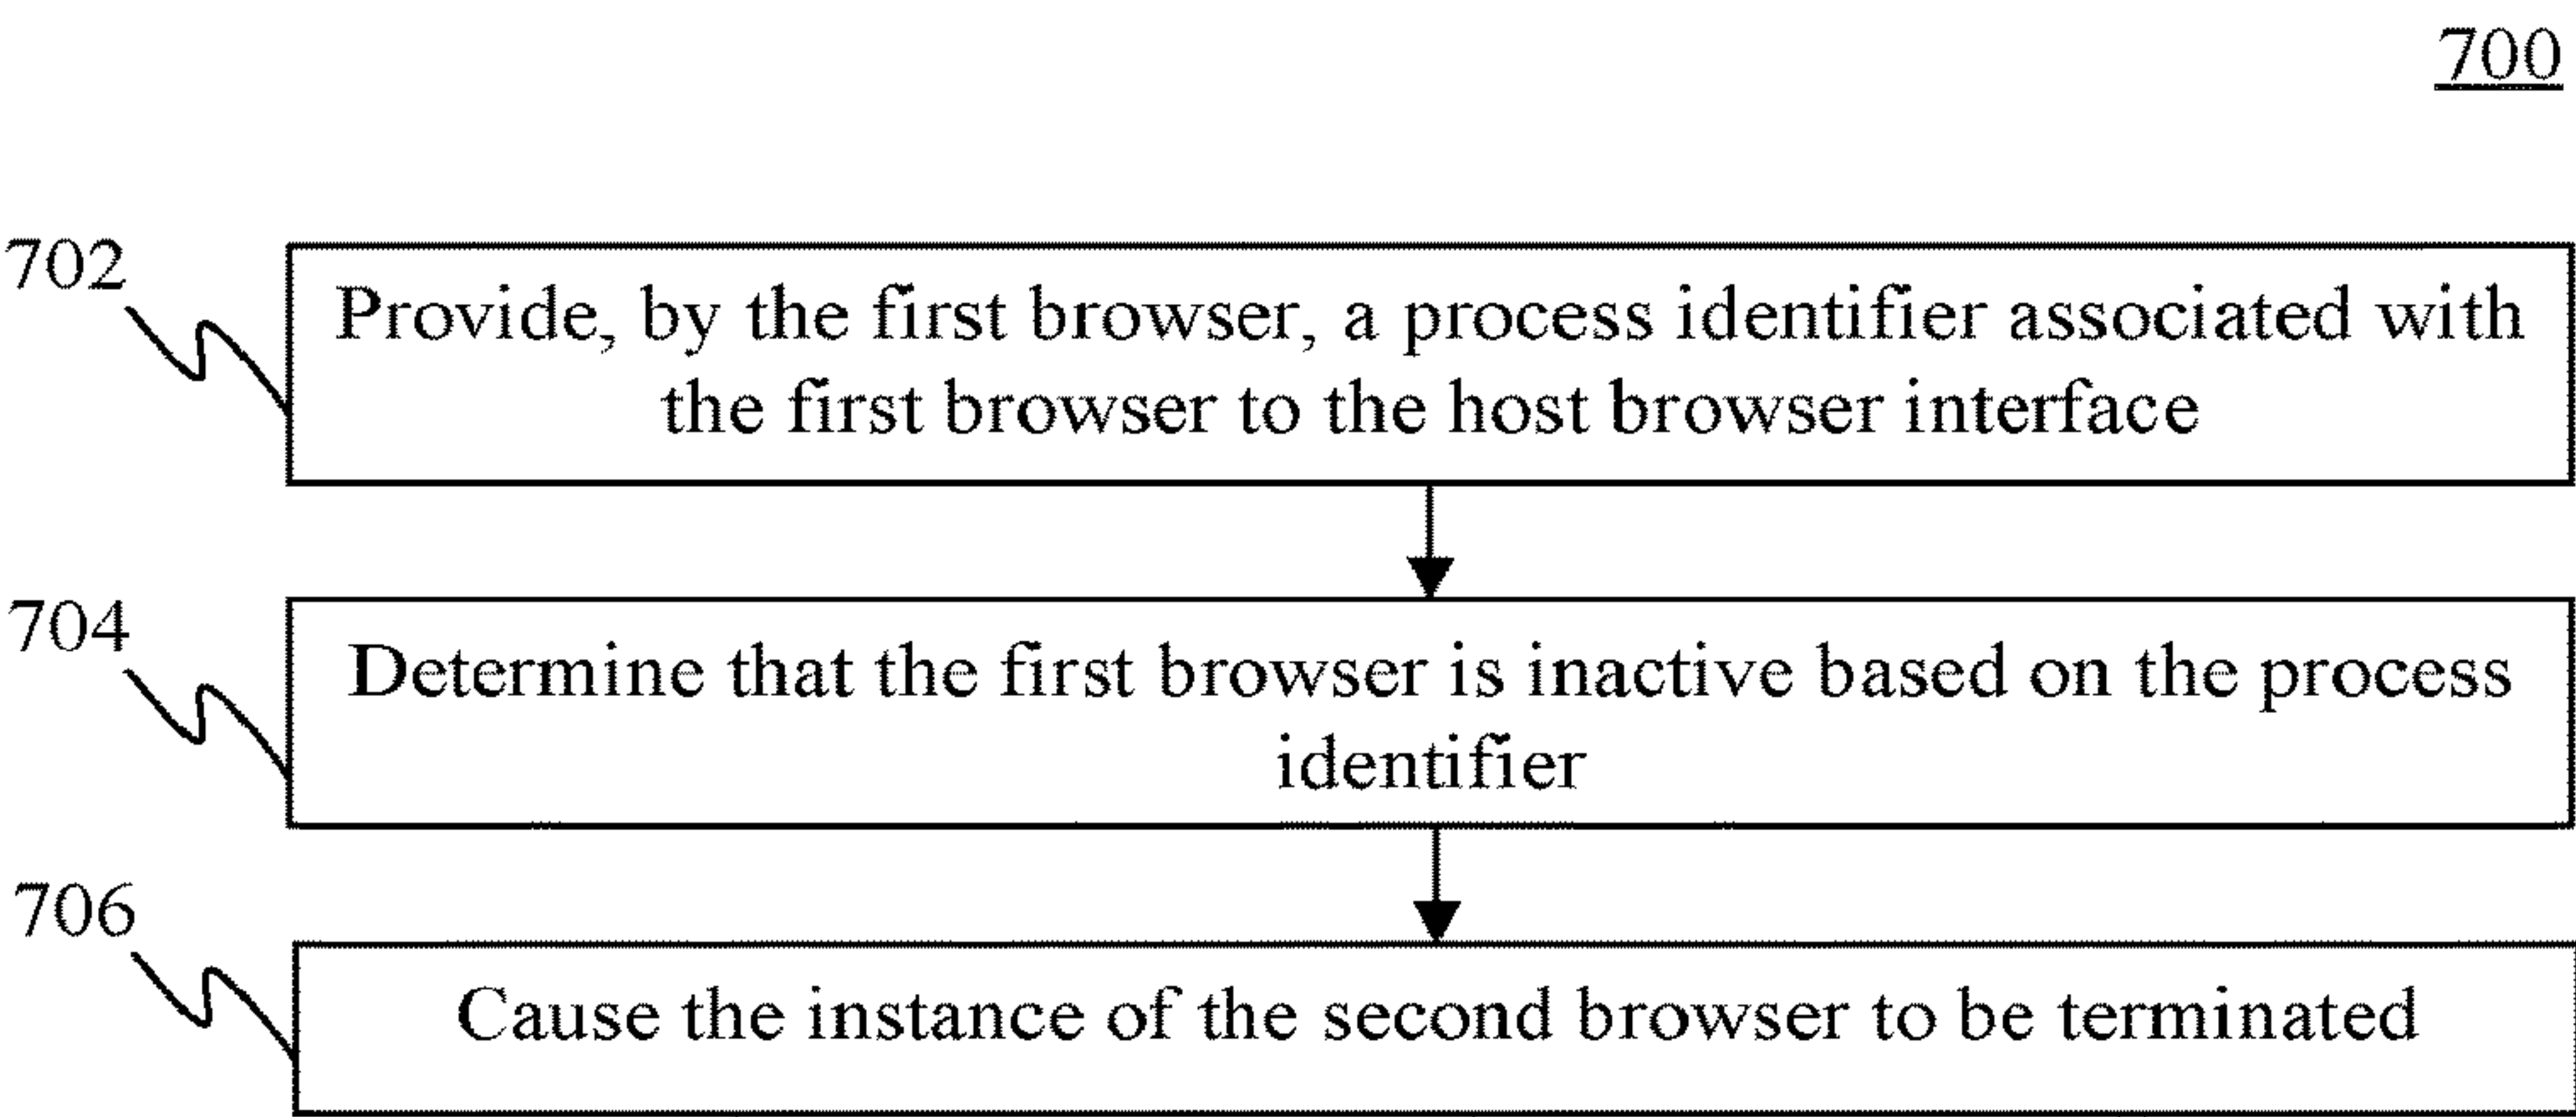 700
702
Provide, by the first browser, a process identifier associated with
the first browser to the host browser interface
704
Determine that the first browser is inactive based on the process
identifier
706
Cause the instance of the second browser to be terminated